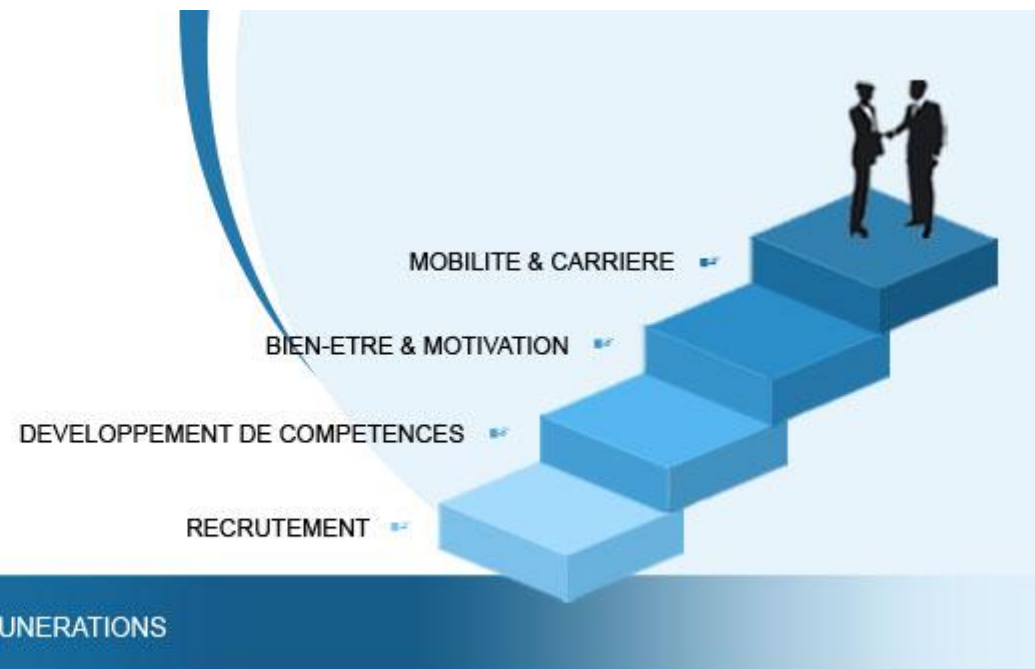 MOBILITE & CARRIERE
BIEN-ETRE & MOTIVATION
DEVELOPPEMENT DE COMPETENCES
RECRUTEMENT
UNERATIONS